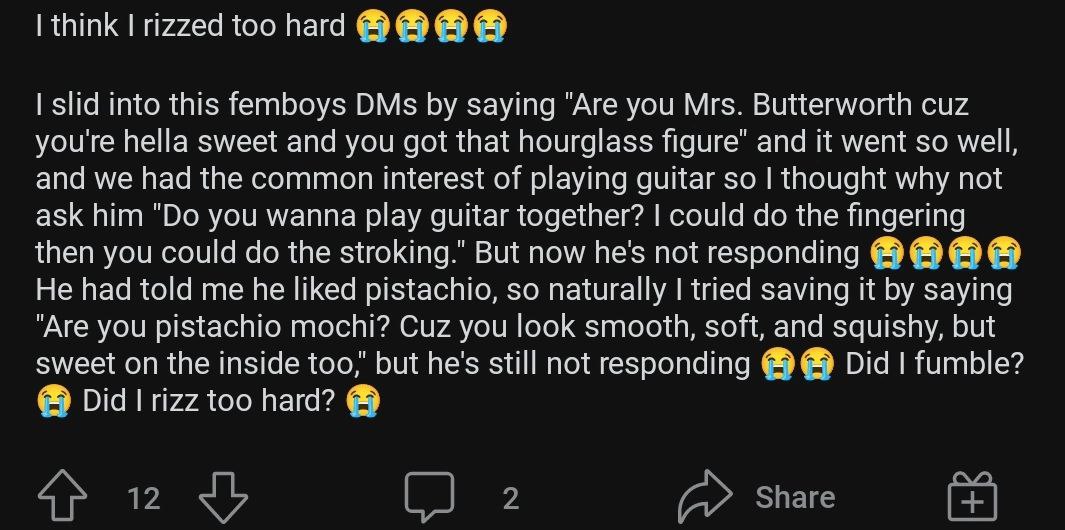 I think I rizzed too hard 😭😭😭😭
I slid into this femboys DMs by saying "Are you Mrs. Butterworth cuz
you're hella sweet and you got that hourglass figure" and it went so well,
and we had the common interest of playing guitar so I thought why not
ask him "Do you wanna play guitar together? I could do the fingering
then you could do the stroking." But now he's not responding 😭😭😭😭
He had told me he liked pistachio, so naturally I tried saving it by saying
"Are you pistachio mochi? Cuz you look smooth, soft, and squishy, but
sweet on the inside too," but he's still not responding 😭😭 Did I fumble?
😭 Did I rizz too hard? 😭
12 2 Share